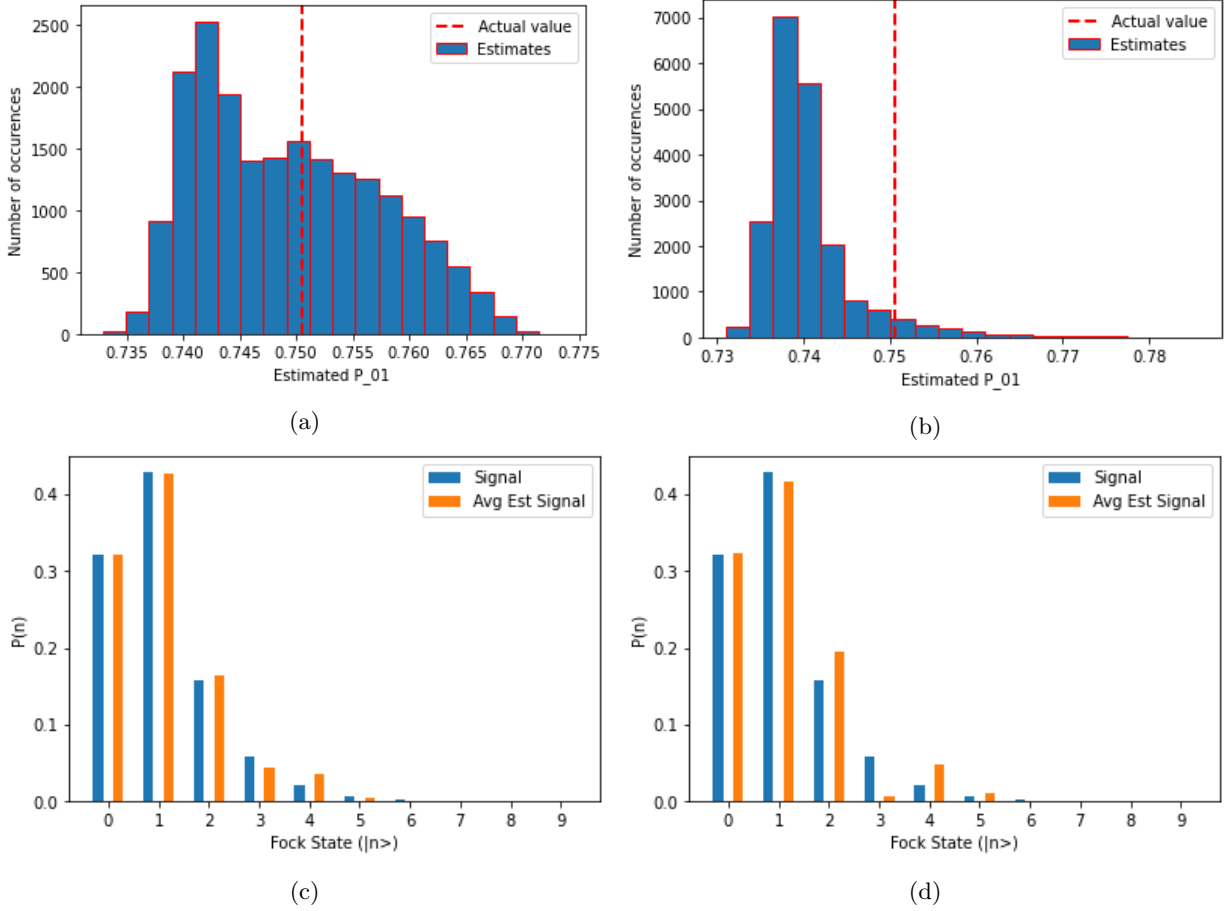 Actual value
Estimates
Number of occurences
2500
2000
1500
1000
500
0
0.735 0.740 0.745 0.750 0.755 0.760 0.765 0.770 0.775
Estimated P_01
(a)
Actual value
Estimates
Number of occurences
7000
6000
5000
4000
3000
2000
1000
0
0.73 0.74 0.75 0.76 0.77 0.78
Estimated P_01
(b)
Signal
Avg Est Signal
P(n)
0.4
0.3
0.2
0.1
0.0
0 1 2 3 4 5 6 7 8 9
Fock State (|n>)
(c)
Signal
Avg Est Signal
P(n)
0.4
0.3
0.2
0.1
0.0
0 1 2 3 4 5 6 7 8 9
Fock State (|n>)
(d)